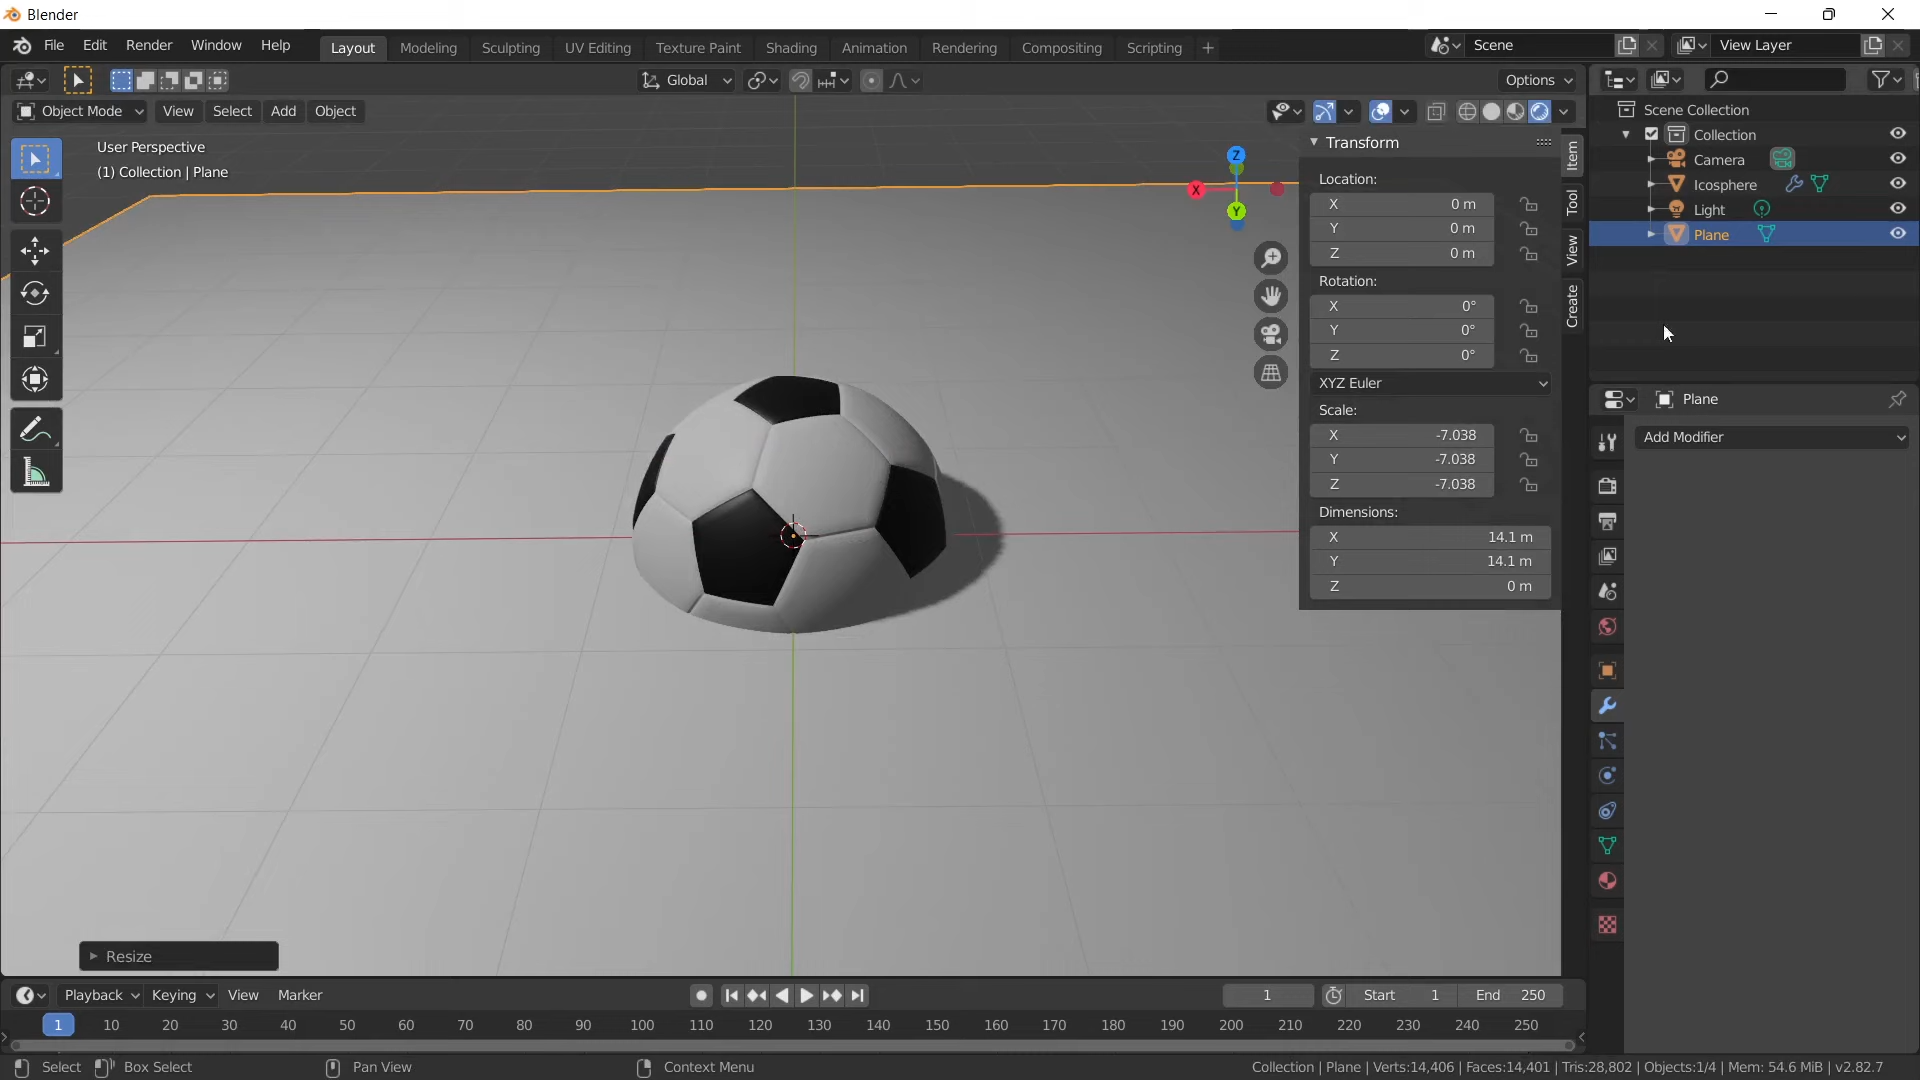 Blender
File Edit Render Window Help Layout Modeling Sculpting UV Editing Texture Paint Shading Animation Rendering Compositing Scripting + Scene View Layer
Global Options
Object Mode View Select Add Object
User Perspective
(1) Collection | Plane
Z
X
Y
Transform
Location:
X 0 m
Y 0 m
Z 0 m
Rotation:
X 0°
Y 0°
Z 0°
XYZ Euler
Scale:
X -7.038
Y -7.038
Z -7.038
Dimensions:
X 14.1 m
Y 14.1 m
Z 0 m
Item
Tool
View
Create
Scene Collection
Collection
Camera
Icosphere
Light
Plane
Plane
Add Modifier
Resize
Playback Keying View Marker 1 Start 1 End 250
1 10 20 30 40 50 60 70 80 90 100 110 120 130 140 150 160 170 180 190 200 210 220 230 240 250
Select Box Select Pan View Context Menu Collection | Plane | Verts:14,406 | Faces:14,401 | Tris:28,802 | Objects:1/4 | Mem: 54.6 MiB | v2.82.7